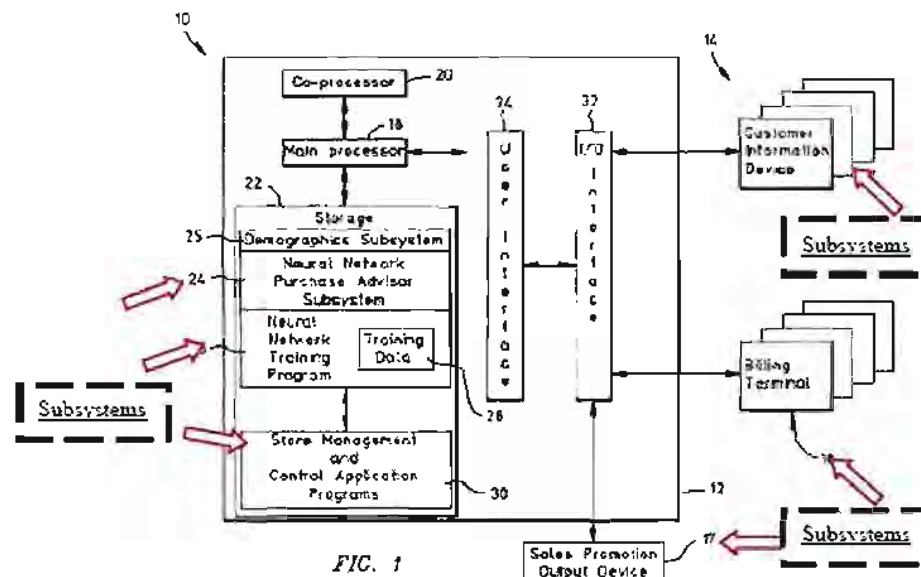 10
14
Co-processor
20
18
Main processor
34
32
User Interface
I/O Interface
Customer
Information
Device
22
Storage
25
Demographics Subsystem
24
Neural Network
Purchase Advisor
Subsystem
Neural
Network
Training
Program
Training
Data
Subsystems
Billing
Terminal
Subsystems
Store Management
and
Control Application
Programs
30
12
Subsystems
17
FIG. 1
Sales Promotion
Output Device